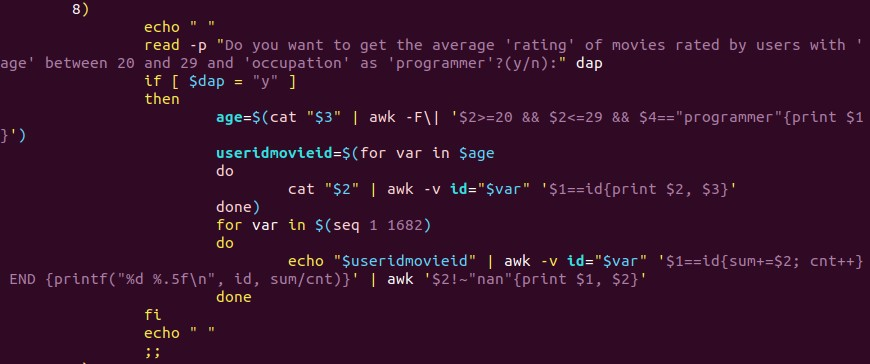 8)
echo " "
read -p "Do you want to get the average 'rating' of movies rated by users with '
age' between 20 and 29 and 'occupation' as 'programmer'?(y/n):" dap
if [ $dap = "y" ]
then
age=$(cat "$3" | awk -F\| '$2>=20 && $2<=29 && $4=="programmer"{print $1
}')
useridmovieid=$(for var in $age
do
cat "$2" | awk -v id="$var" '$1==id{print $2, $3}'
done)
for var in $(seq 1 1682)
do
echo "$useridmovieid" | awk -v id="$var" '$1==id{sum+=$2; cnt++}
END {printf("%d %.5f\n", id, sum/cnt)}' | awk '$2!~"nan"{print $1, $2}'
done
fi
echo " "
;;